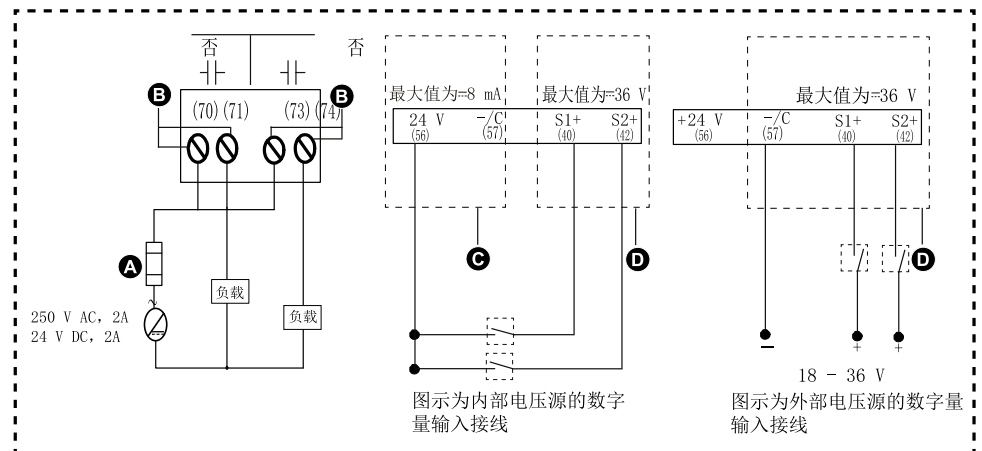 否
否
B
B
(70) (71)
(73) (74)
A
250 V AC, 2A
24 V DC, 2A
~
负载
负载
最大值为⎓8 mA
最大值为⎓36 V
24 V
(56)
-/C
(57)
S1+
(40)
S2+
(42)
C
D
图示为内部电压源的数字
量输入接线
最大值为⎓36 V
+24 V
(56)
-/C
(57)
S1+
(40)
S2+
(42)
D
−
+
+
18 - 36 V
图示为外部电压源的数字量
输入接线